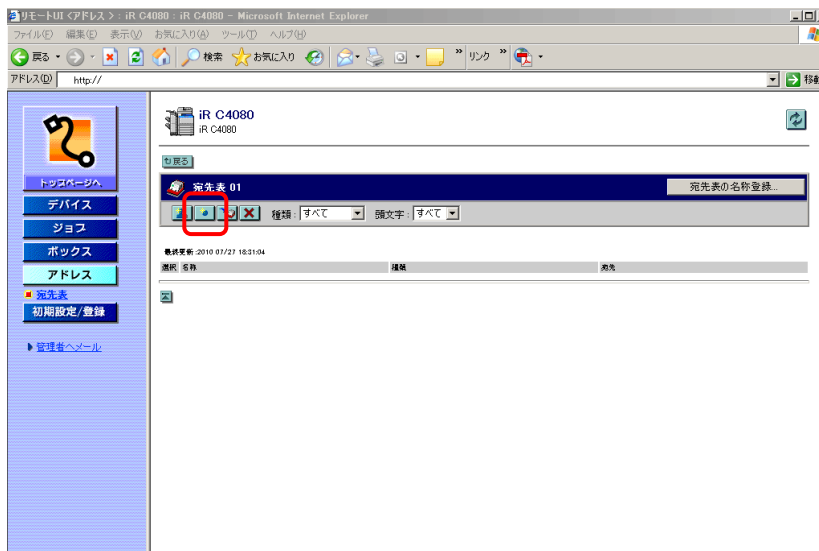 リモートUI <アドレス> : iR C4080 : iR C4080 - Microsoft Internet Explorer
ファイル(F) 編集(E) 表示(V) お気に入り(A) ツール(T) ヘルプ(H)
戻る 検索 お気に入り リンク
アドレス(D) http:// 移動
iR C4080
iR C4080
戻る
トップページへ
宛先表 01
宛先表の名称登録...
種類: すべて 頭文字: すべて
最終更新 :2010 07/27 18:31:04
選択 名称 種類 宛先
デバイス
ジョブ
ボックス
アドレス
宛先表
初期設定/登録
管理者へメール